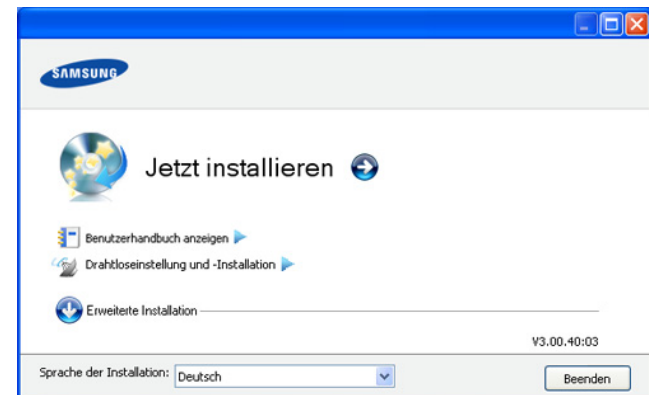 SAMSUNG
Jetzt installieren
Benutzerhandbuch anzeigen
Drahtloseinstellung und -Installation
Erweiterte Installation
V3.00.40:03
Sprache der Installation: Deutsch
Beenden